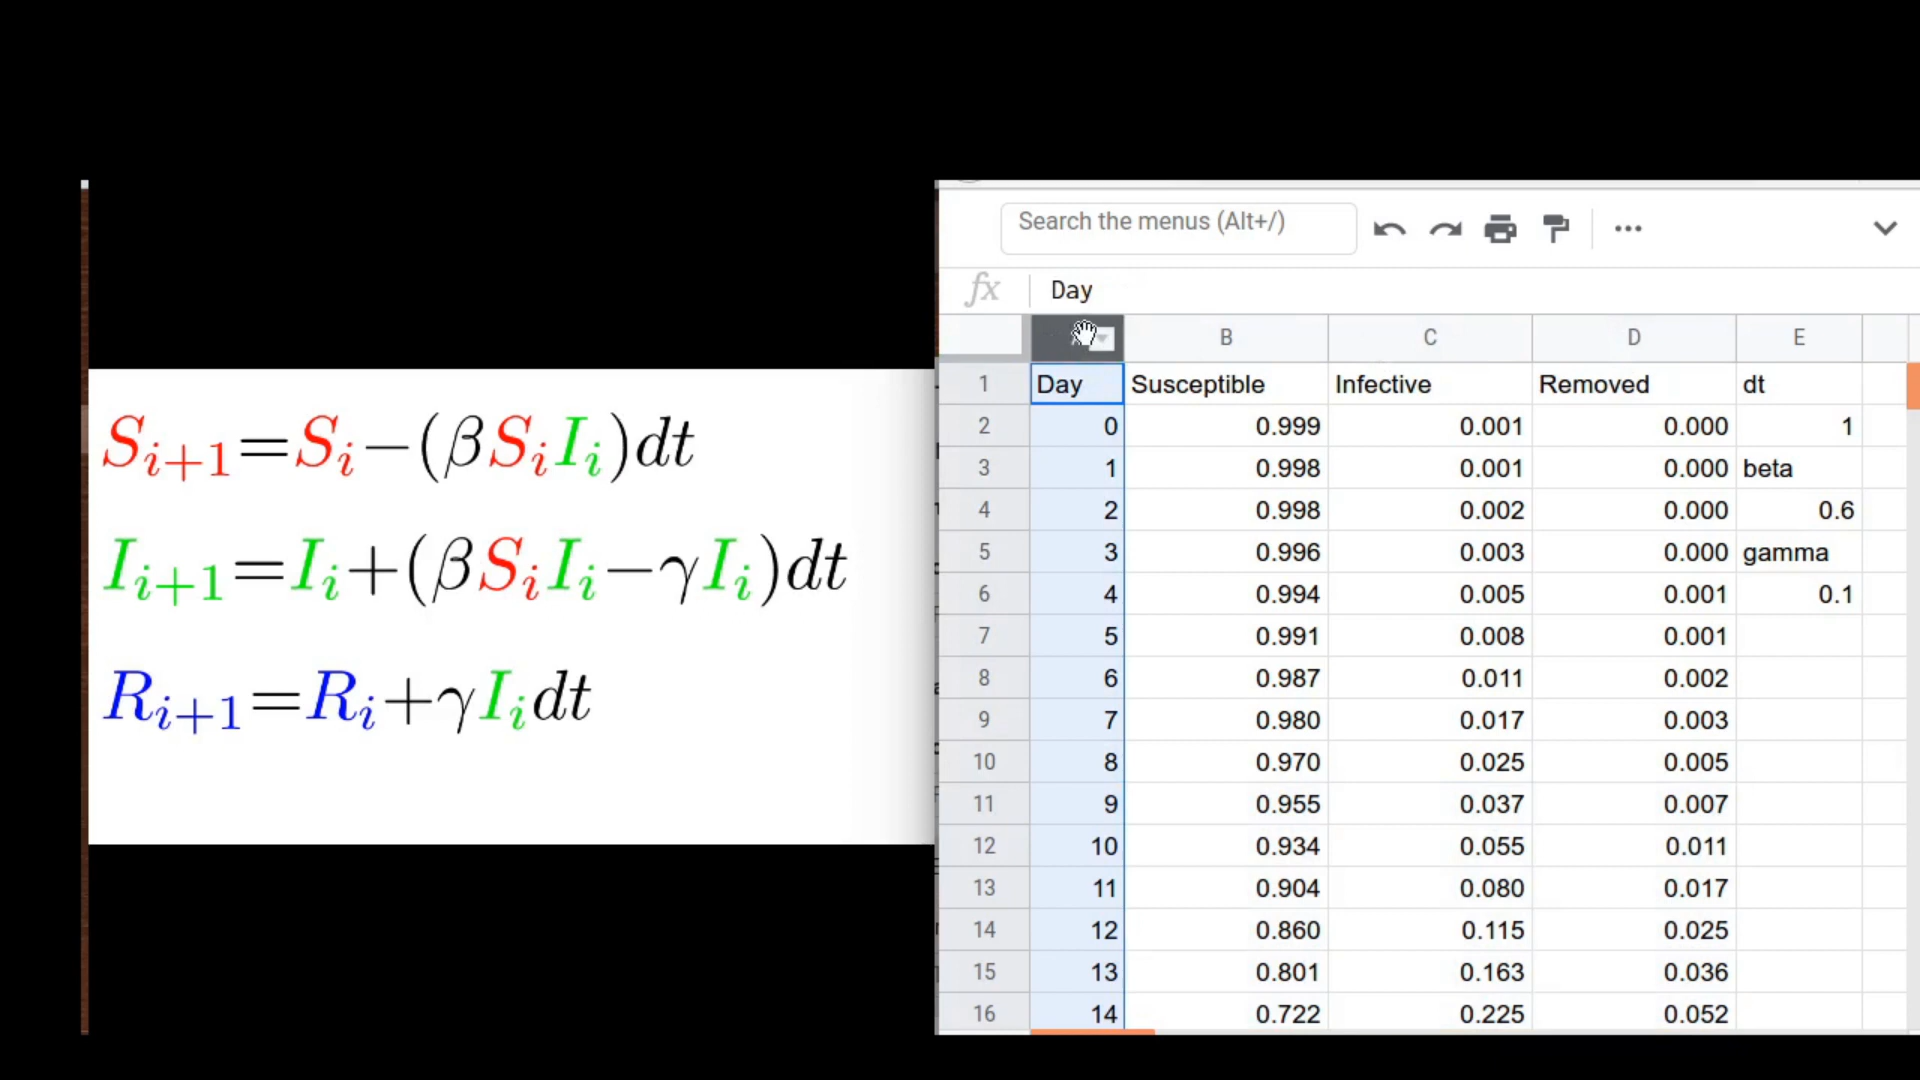 S_{i+1}=S_i−(βS_iI_i)dt
I_{i+1}=I_i+(βS_iI_i−γI_i)dt
R_{i+1}=R_i+γI_idt
Search the menus (Alt+/)
fx Day
B C D E
1 Day Susceptible Infective Removed dt
2 0 0.999 0.001 0.000 1
3 1 0.998 0.001 0.000 beta
4 2 0.998 0.002 0.000 0.6
5 3 0.996 0.003 0.000 gamma
6 4 0.994 0.005 0.001 0.1
7 5 0.991 0.008 0.001
8 6 0.987 0.011 0.002
9 7 0.980 0.017 0.003
10 8 0.970 0.025 0.005
11 9 0.955 0.037 0.007
12 10 0.934 0.055 0.011
13 11 0.904 0.080 0.017
14 12 0.860 0.115 0.025
15 13 0.801 0.163 0.036
16 14 0.722 0.225 0.052